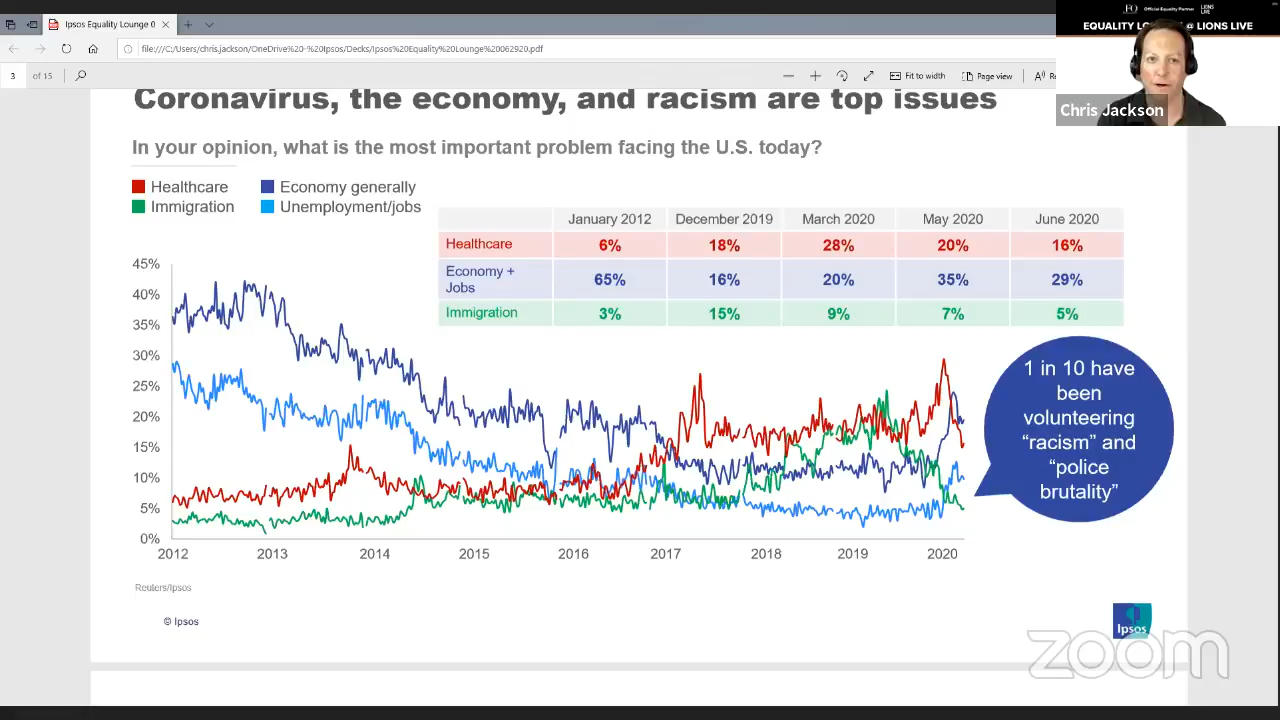 Ipsos Equality Lounge 0
file:///C:/Users/chris.jackson/OneDrive%20-%20Ipsos/Decks/Ipsos%20Equality%20Lounge%20062920.pdf
3 of 15
Fit to width
Page view
Official Equality Partner
LIONS LIVE
Chris Jackson
Coronavirus, the economy, and racism are top issues
In your opinion, what is the most important problem facing the U.S. today?
Healthcare
Economy generally
Immigration
Unemployment/jobs
January 2012 December 2019 March 2020 May 2020 June 2020
Healthcare 6% 18% 28% 20% 16%
Economy +
Jobs 65% 16% 20% 35% 29%
Immigration 3% 15% 9% 7% 5%
45%
40%
35%
30%
25%
20%
15%
10%
5%
0%
2012 2013 2014 2015 2016 2017 2018 2019 2020
1 in 10 have
been
volunteering
“racism” and
“police
brutality”
Reuters/Ipsos
© Ipsos
Ipsos
zoom